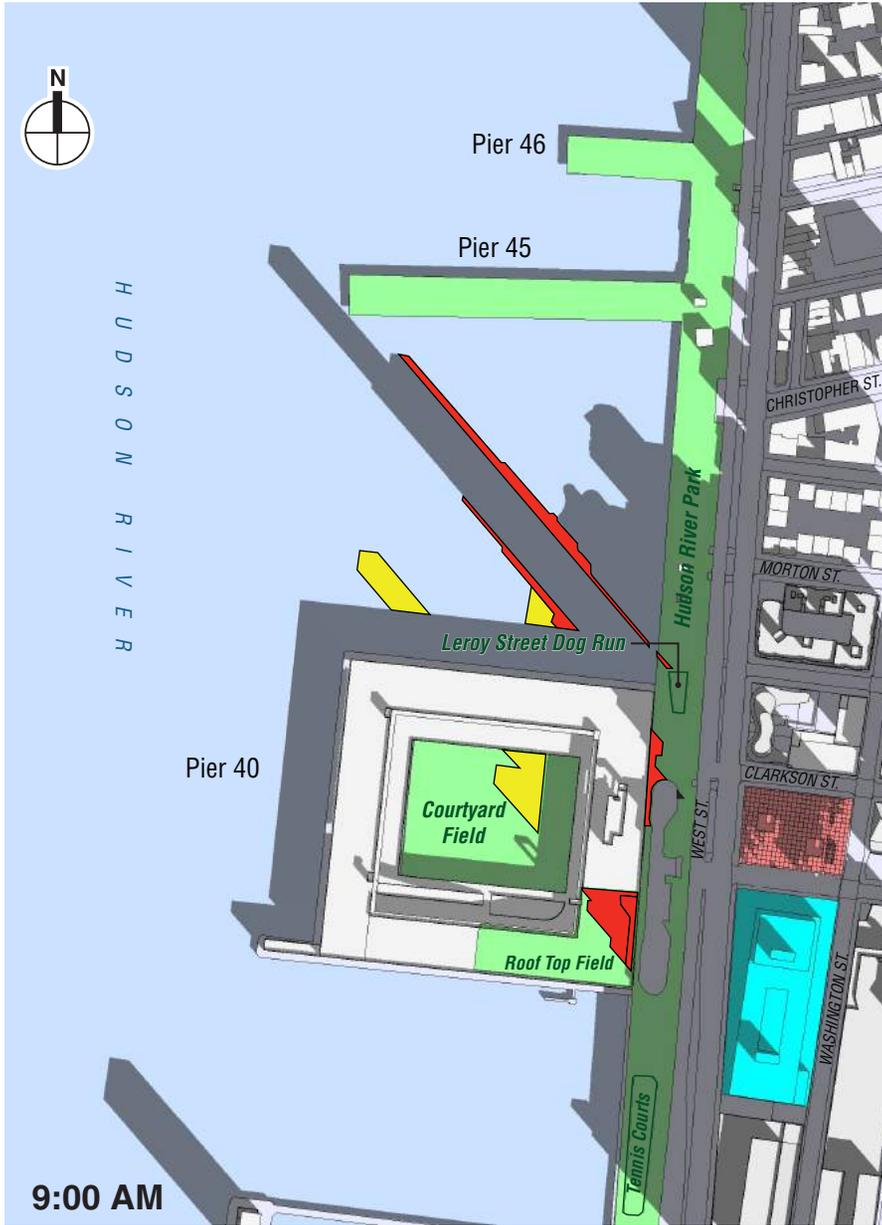 N
Pier 46
Pier 45
HUDSON RIVER
CHRISTOPHER ST.
Hudson River Park
MORTON ST.
Leroy Street Dog Run
Pier 40
CLARKSON ST.
Courtyard
Field
WEST ST.
Roof Top Field
WASHINGTON ST.
Tennis Courts
9:00 AM